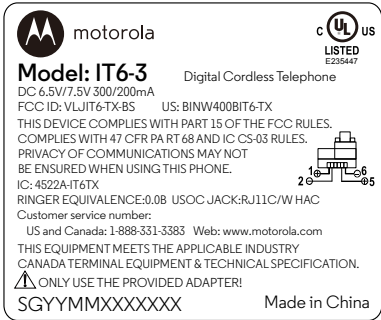 motorola
C UL US
LISTED
E235447
Model: IT6-3 Digital Cordless Telephone
DC 6.5V/7.5V 300/200mA
FCC ID: VLJIT6-TX-BS US: BINW400BIT6-TX
THIS DEVICE COMPLIES WITH PART 15 OF THE FCC RULES.
COMPLIES WITH 47 CFR PA RT 68 AND IC CS-03 RULES.
PRIVACY OF COMMUNICATIONS MAY NOT
BE ENSURED WHEN USING THIS PHONE.
IC: 4522A-IT6TX
RINGER EQUIVALENCE:0.0B USOC JACK:RJ11C/W HAC
1 6
2 5
Customer service number:
US and Canada: 1-888-331-3383 Web: www.motorola.com
THIS EQUIPMENT MEETS THE APPLICABLE INDUSTRY
CANADA TERMINAL EQUIPMENT & TECHNICAL SPECIFICATION.
ONLY USE THE PROVIDED ADAPTER!
SGYYMMXXXXXXX Made in China